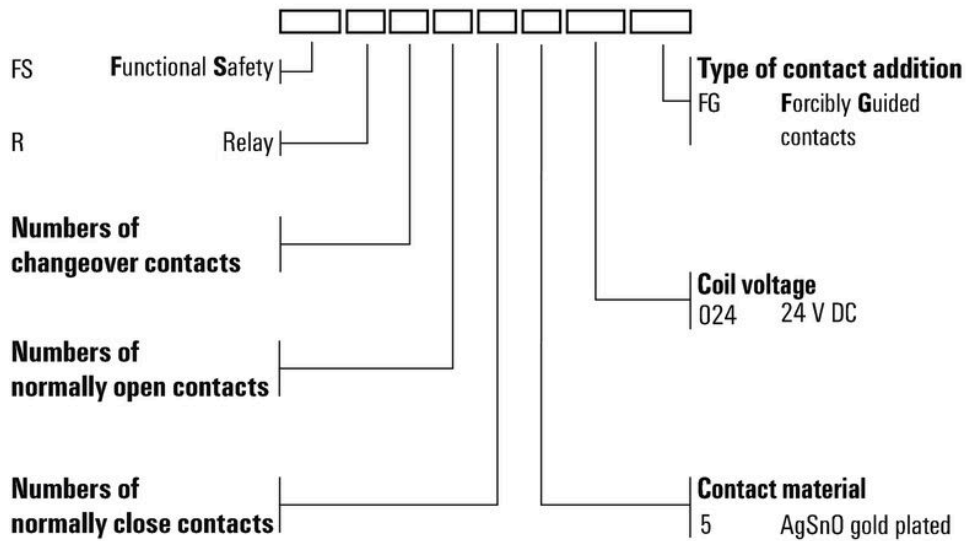 FS Functional Safety
R Relay
Numbers of
changeover contacts
Numbers of
normally open contacts
Numbers of
normally close contacts
Type of contact addition
FG Forcibly Guided
contacts
Coil voltage
024 24 V DC
Contact material
5 AgSnO gold plated